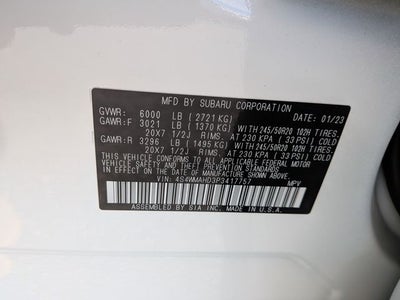 MFD BY SUBARU CORPORATION 01/23
GVWR: 6000 LB ( 2721 KG)
GAWR:F 3021 LB ( 1370 KG) WITH 245/50R20 102H TIRES,
20X7 1/2J RIMS, AT 230 KPA ( 33 PSI) COLD
GAWR:R 3296 LB ( 1495 KG) WITH 245/50R20 102H TIRES,
20X7 1/2J RIMS, AT 230 KPA ( 33 PSI) COLD
THIS VEHICLE CONFORMS TO ALL APPLICABLE FEDERAL MOTOR
VEHICLE SAFETY AND THEFT PREVENTION STANDARDS
IN EFFECT ON THE DATE OF MANUFACTURE SHOWN ABOVE.
VIN: 4S4WMAHD3P3417757 MPV
ASSEMBLED BY SIA INC. MADE IN U.S.A.